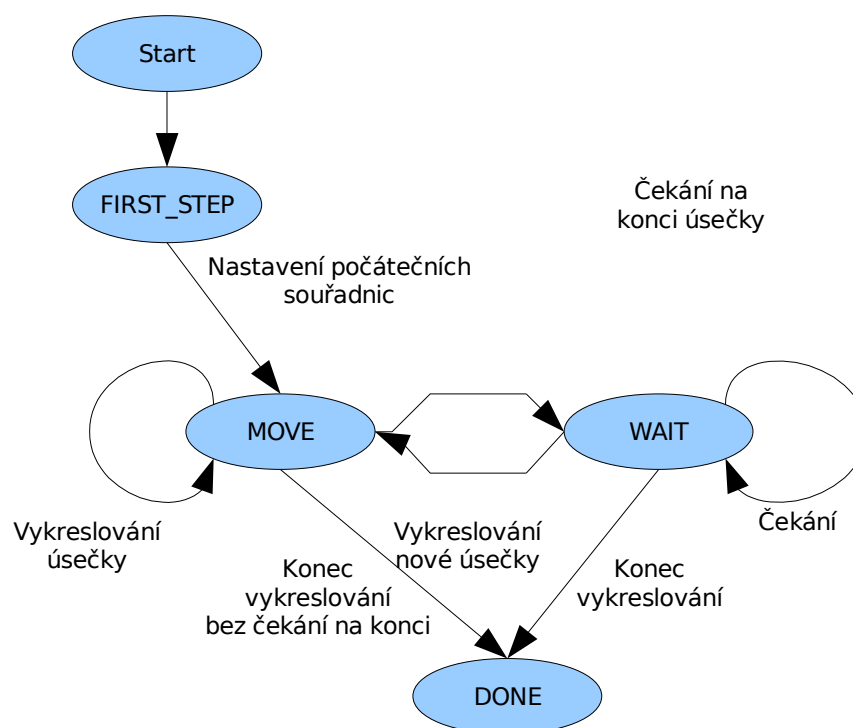 Start
FIRST_STEP
Čekání na
konci úsečky
Nastavení počátečních
souřadnic
MOVE
WAIT
Vykreslování
úsečky
Vykreslování
nové úsečky
Čekání
Konec
vykreslování
bez čekání na konci
Konec
vykreslování
DONE